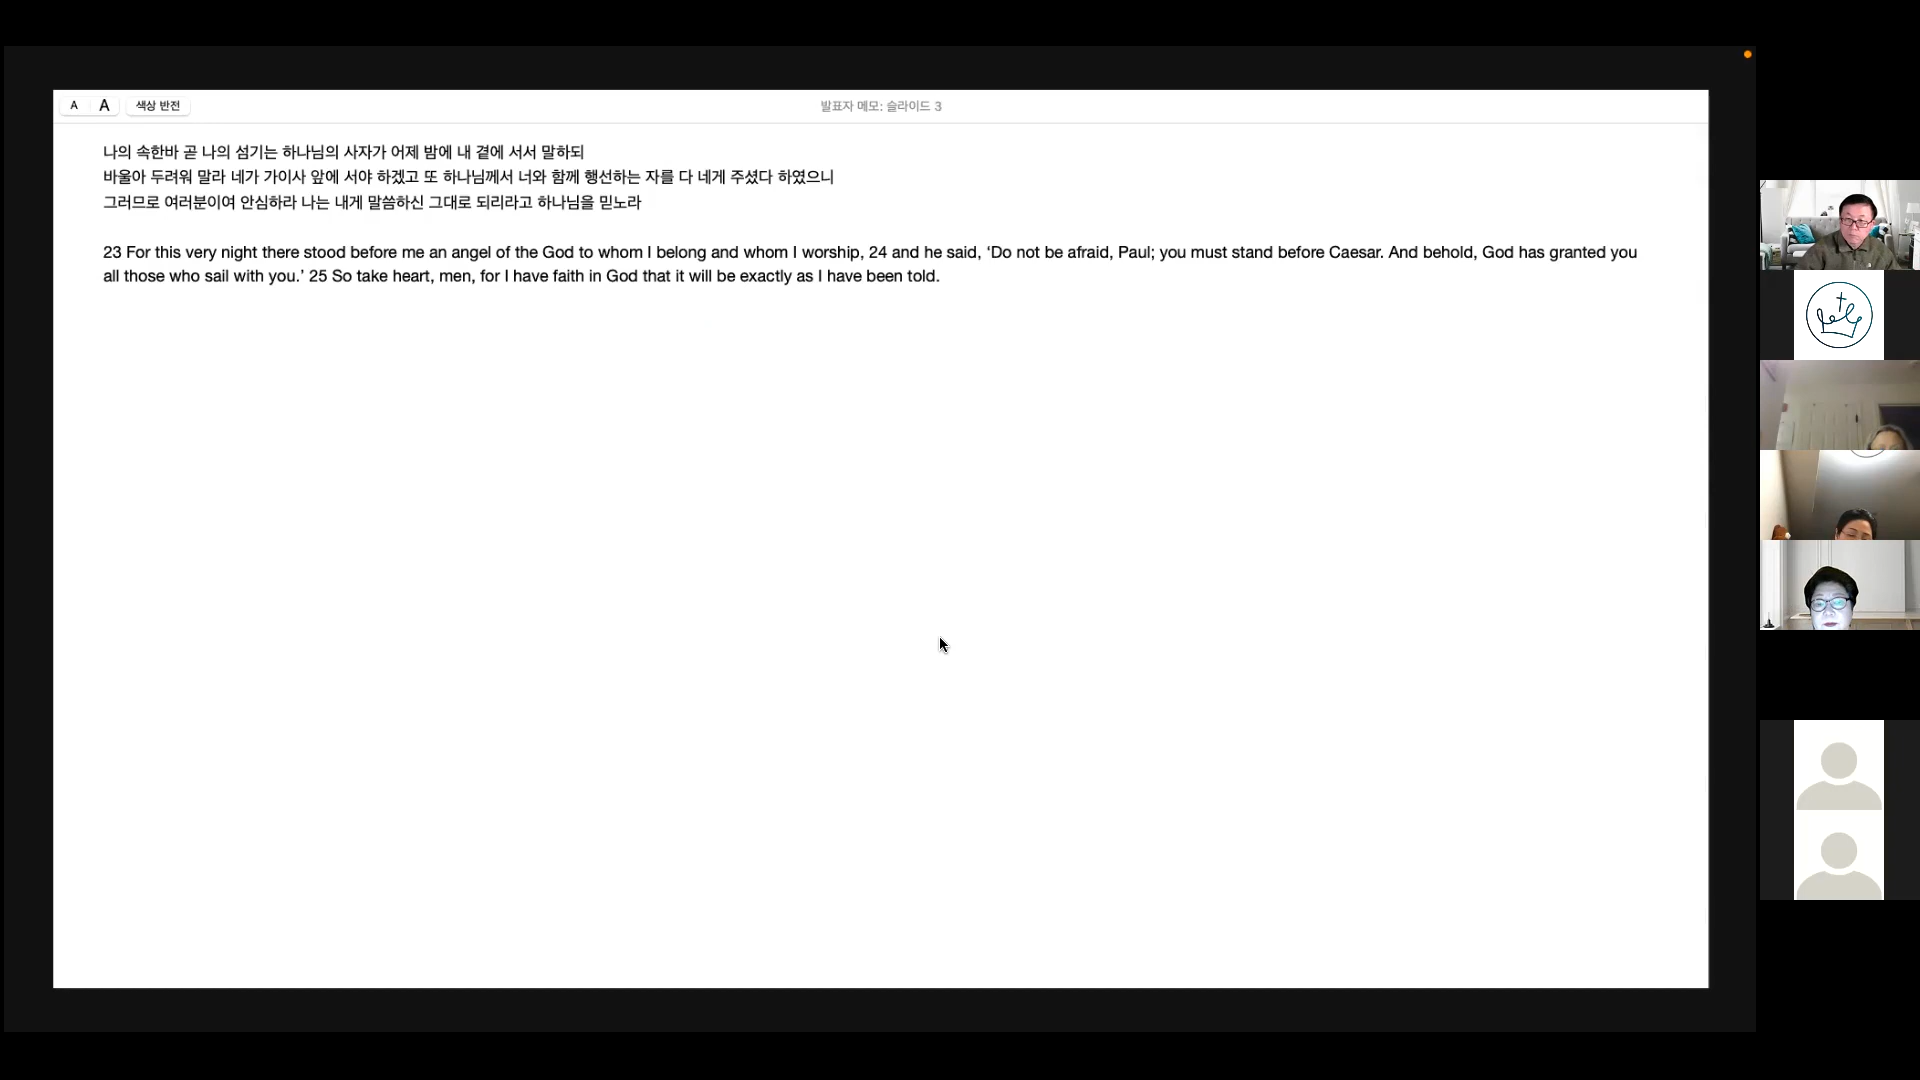 A A 색상 반전 발표자 메모: 슬라이드 3
나의 속한바 곧 나의 섬기는 하나님의 사자가 어제 밤에 내 곁에 서서 말하되
바울아 두려워 말라 네가 가이사 앞에 서야 하겠고 또 하나님께서 너와 함께 행선하는 자를 다 네게 주셨다 하였으니
그러므로 여러분이여 안심하라 나는 내게 말씀하신 그대로 되리라고 하나님을 믿노라
23 For this very night there stood before me an angel of the God to whom I belong and whom I worship, 24 and he said, ‘Do not be afraid, Paul; you must stand before Caesar. And behold, God has granted you
all those who sail with you.’ 25 So take heart, men, for I have faith in God that it will be exactly as I have been told.